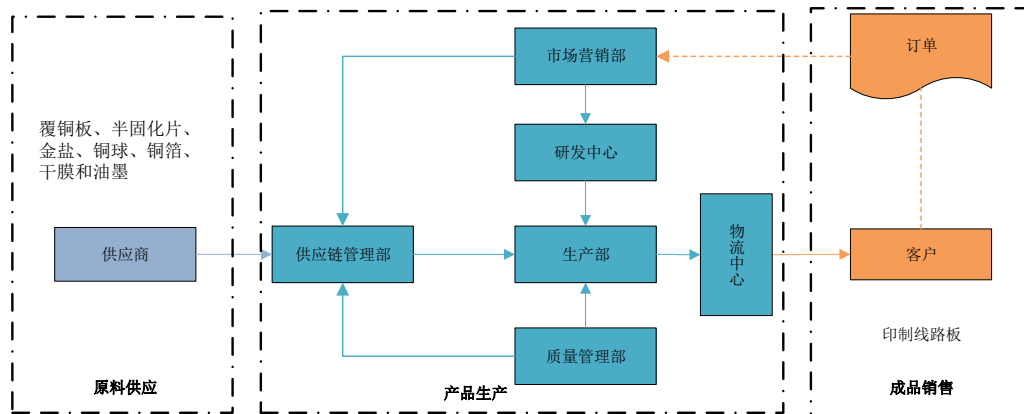 覆铜板、半固化片、
金盐、铜球、铜箔、
干膜和油墨
供应商
原料供应
市场营销部
研发中心
供应链管理部
生产部
物流中心
质量管理部
产品生产
订单
客户
印制线路板
成品销售